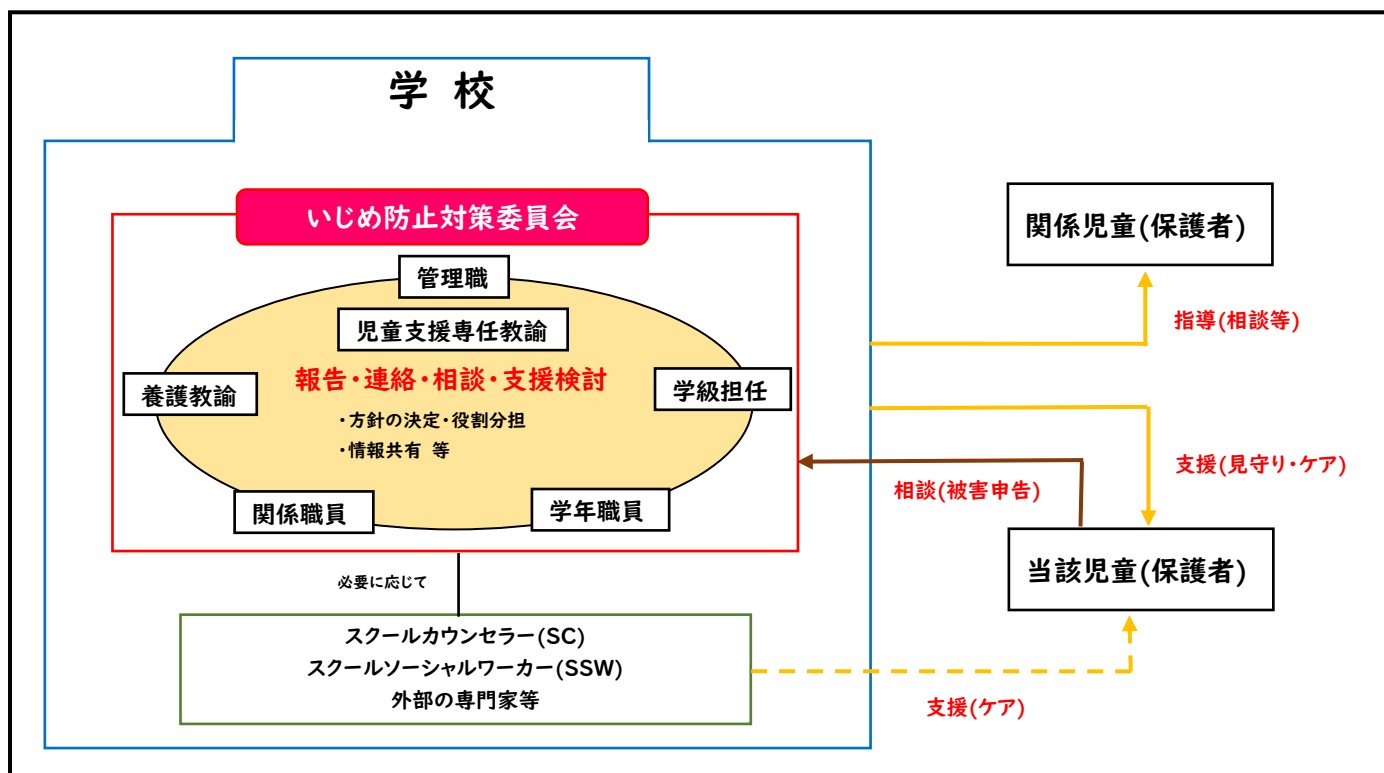 学 校
いじめ防止対策委員会
管理職
児童支援専任教諭
報告・連絡・相談・支援検討
養護教諭
学級担任
・方針の決定・役割分担
・情報共有 等
関係職員
学年職員
必要に応じて
スクールカウンセラー(SC)
スクールソーシャルワーカー(SSW)
外部の専門家等
関係児童(保護者)
指導(相談等)
支援(見守り・ケア)
相談(被害申告)
当該児童(保護者)
支援(ケア)